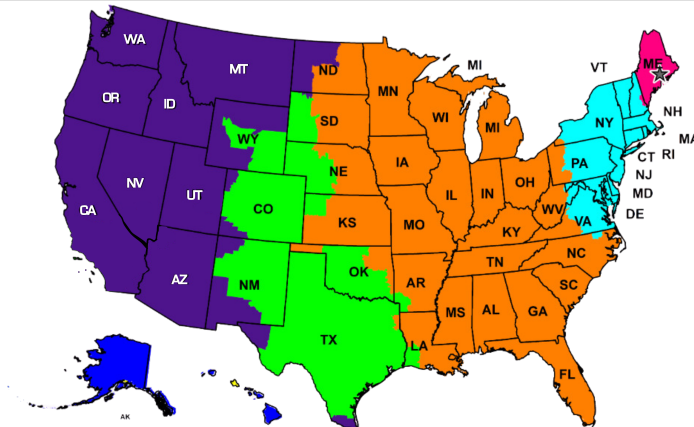 WA
MT
ND
MN
MI
VT
ME
OR
ID
SD
WI
MI
NY
NH
MA
WY
NE
IA
PA
CT
RI
NJ
NV
UT
CO
IL
IN
OH
WV
MD
DE
CA
KS
MO
KY
VA
AZ
NM
OK
AR
TN
NC
SC
TX
LA
MS
AL
GA
FL
AK